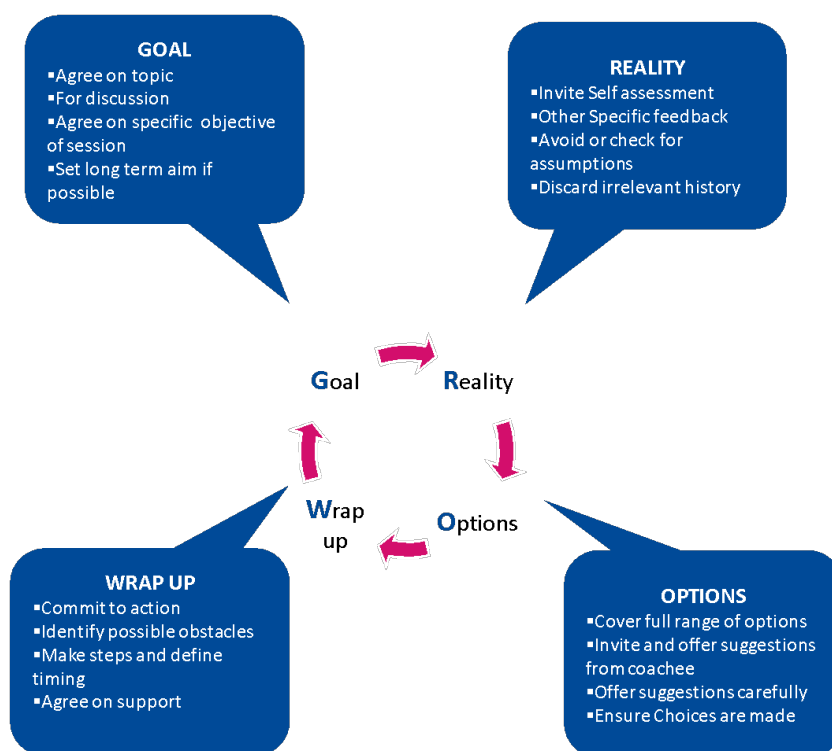 GOAL
▪Agree on topic
▪For discussion
▪Agree on specific objective
of session
▪Set long term aim if
possible
REALITY
▪Invite Self assessment
▪Other Specific feedback
▪Avoid or check for
assumptions
▪Discard irrelevant history
Goal
Reality
Wrap
up
Options
WRAP UP
▪Commit to action
▪Identify possible obstacles
▪Make steps and define
timing
▪Agree on support
OPTIONS
▪Cover full range of options
▪Invite and offer suggestions
from coachee
▪Offer suggestions carefully
▪Ensure Choices are made